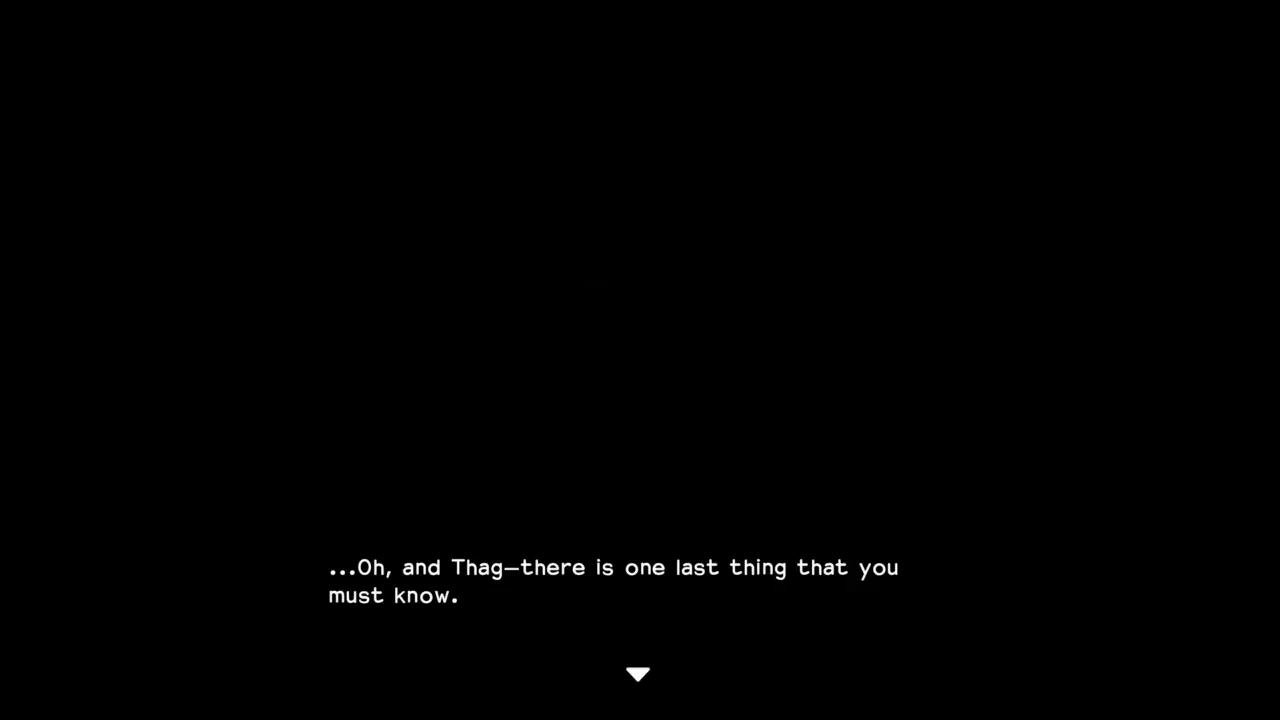 ...Oh, and Thag—there is one last thing that you
must know.